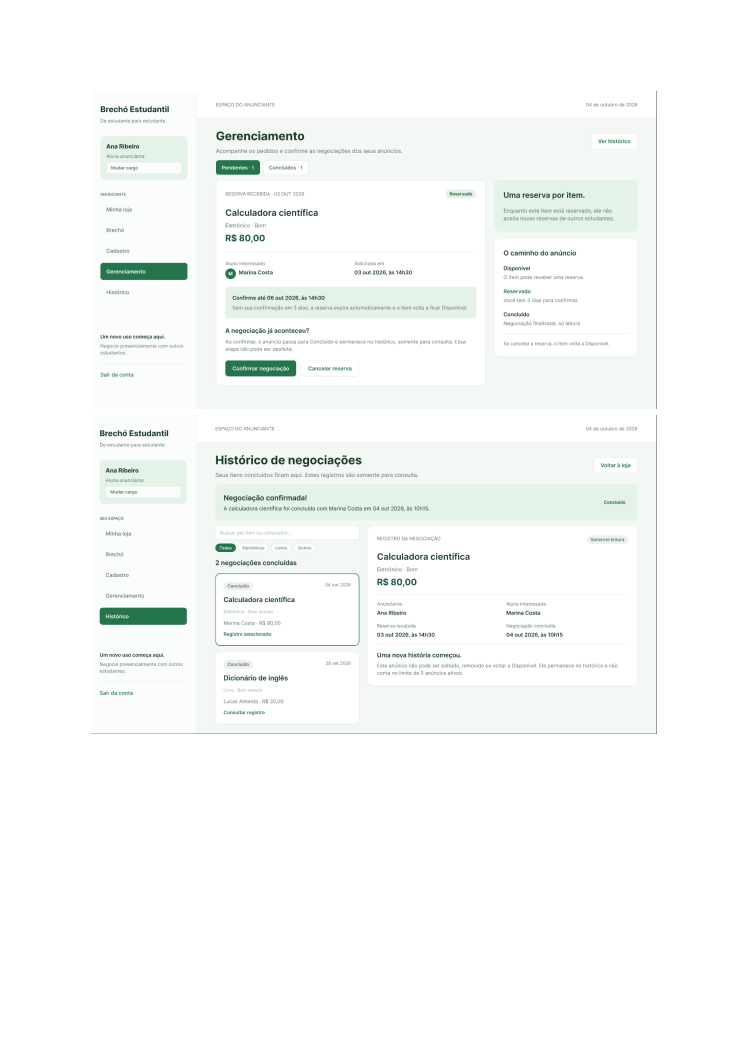 Brechó Estudantil
De estudante para estudante.
Ana Ribeiro
Aluno anunciante
Mudar cargo
ANUNCIANTE
Minha loja
Brechó
Cadastro
Gerenciamento
Histórico
Um novo uso começa aqui.
Negocie presencialmente com outros
estudantes.
Sair da conta
ESPAÇO DO ANUNCIANTE
04 de outubro de 2026
Gerenciamento
Acompanhe os pedidos e confirme as negociações dos seus anúncios.
Ver histórico
Pendentes · 1
Concluídos · 1
RESERVA RECEBIDA · 03 OUT 2026
Reservado
Calculadora científica
Eletrônico · Bom
R$ 80,00
Aluno interessado
Solicitada em
M
Marina Costa
03 out 2026, às 14h30
Confirme até 06 out 2026, às 14h30
Sem sua confirmação em 3 dias, a reserva expira automaticamente e o item volta a ficar Disponível.
A negociação já aconteceu?
Ao confirmar, o anúncio passa para Concluído e permanece no histórico, somente para consulta. Essa
etapa não pode ser desfeita.
Confirmar negociação
Cancelar reserva
Uma reserva por item.
Enquanto este item está reservado, ele não
aceita novas reservas de outros estudantes.
O caminho do anúncio
Disponível
O item pode receber uma reserva.
Reservado
Você tem 3 dias para confirmar.
Concluído
Negociação finalizada, só leitura.
Se cancelar a reserva, o item volta a Disponível.
Brechó Estudantil
De estudante para estudante.
Ana Ribeiro
Aluno anunciante
Mudar cargo
SEU ESPAÇO
Minha loja
Brechó
Cadastro
Gerenciamento
Histórico
Um novo uso começa aqui.
Negocie presencialmente com outros
estudantes.
Sair da conta
ESPAÇO DO ANUNCIANTE
04 de outubro de 2026
Histórico de negociações
Seus itens concluídos ficam aqui. Estes registros são somente para consulta.
Voltar à loja
Negociação confirmada!
A calculadora científica foi concluída com Marina Costa em 04 out 2026, às 10h15.
Concluído
Buscar por item ou comprador...
Todos
Eletrônicos
Livros
Outros
2 negociações concluídas
Concluído
04 out 2026
Calculadora científica
Eletrônico · Bom estado
Marina Costa · R$ 80,00
Registro selecionado
Concluído
28 set 2026
Dicionário de inglês
Livro · Bom estado
Lucas Almeida · R$ 20,00
Consultar registro
REGISTRO DA NEGOCIAÇÃO
Somente leitura
Calculadora científica
Eletrônico · Bom
R$ 80,00
Anunciante
Aluno interessado
Ana Ribeiro
Marina Costa
Reserva recebida
Negociação concluída
03 out 2026, às 14h30
04 out 2026, às 10h15
Uma nova história começou.
Este anúncio não pode ser editado, removido ou voltar a Disponível. Ele permanece no histórico e não
conta no limite de 5 anúncios ativos.